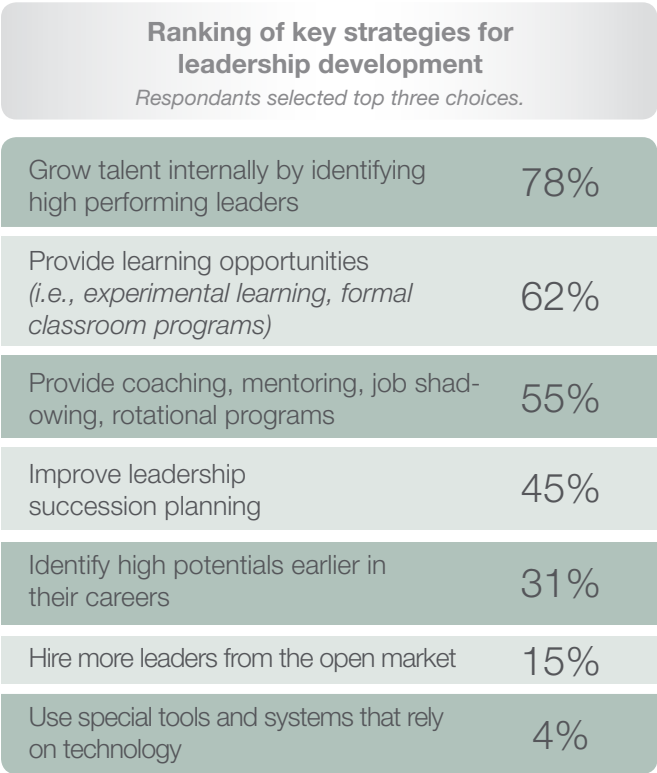 Ranking of key strategies for
leadership development
Respondants selected top three choices.
Grow talent internally by identifying
high performing leaders
78%
Provide learning opportunities
(i.e., experimental learning, formal
classroom programs)
62%
Provide coaching, mentoring, job shad-
owing, rotational programs
55%
Improve leadership
succession planning
45%
Identify high potentials earlier in
their careers
31%
Hire more leaders from the open market
15%
Use special tools and systems that rely
on technology
4%